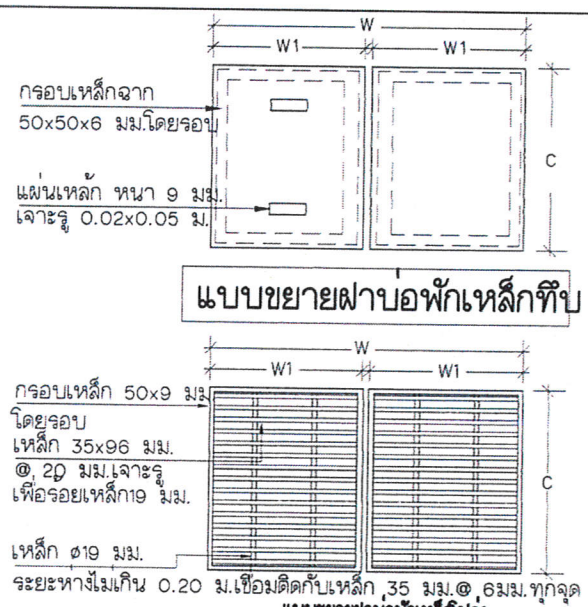 W
W1 W1
กรอบเหล็กฉาก
50x50x6 มม.โดยรอบ
C
แผ่นเหล็ก หนา 9 มม.
เจาะรู 0.02x0.05 ม.
แบบขยายฝาบ่อพักเหล็กทึบ
W
W1 W1
กรอบเหล็ก 50x9 มม
โดยรอบ
เหล็ก 35x96 มม.
@ 20 มม.เจาะรู
C
เพื่อร้อยเหล็ก19 มม.
เหล็ก ø19 มม.
ระยะห่างไม่เกิน 0.20 ม.เชื่อมติดกับเหล็ก 35 มม.@ 6มม.ทุกจุด